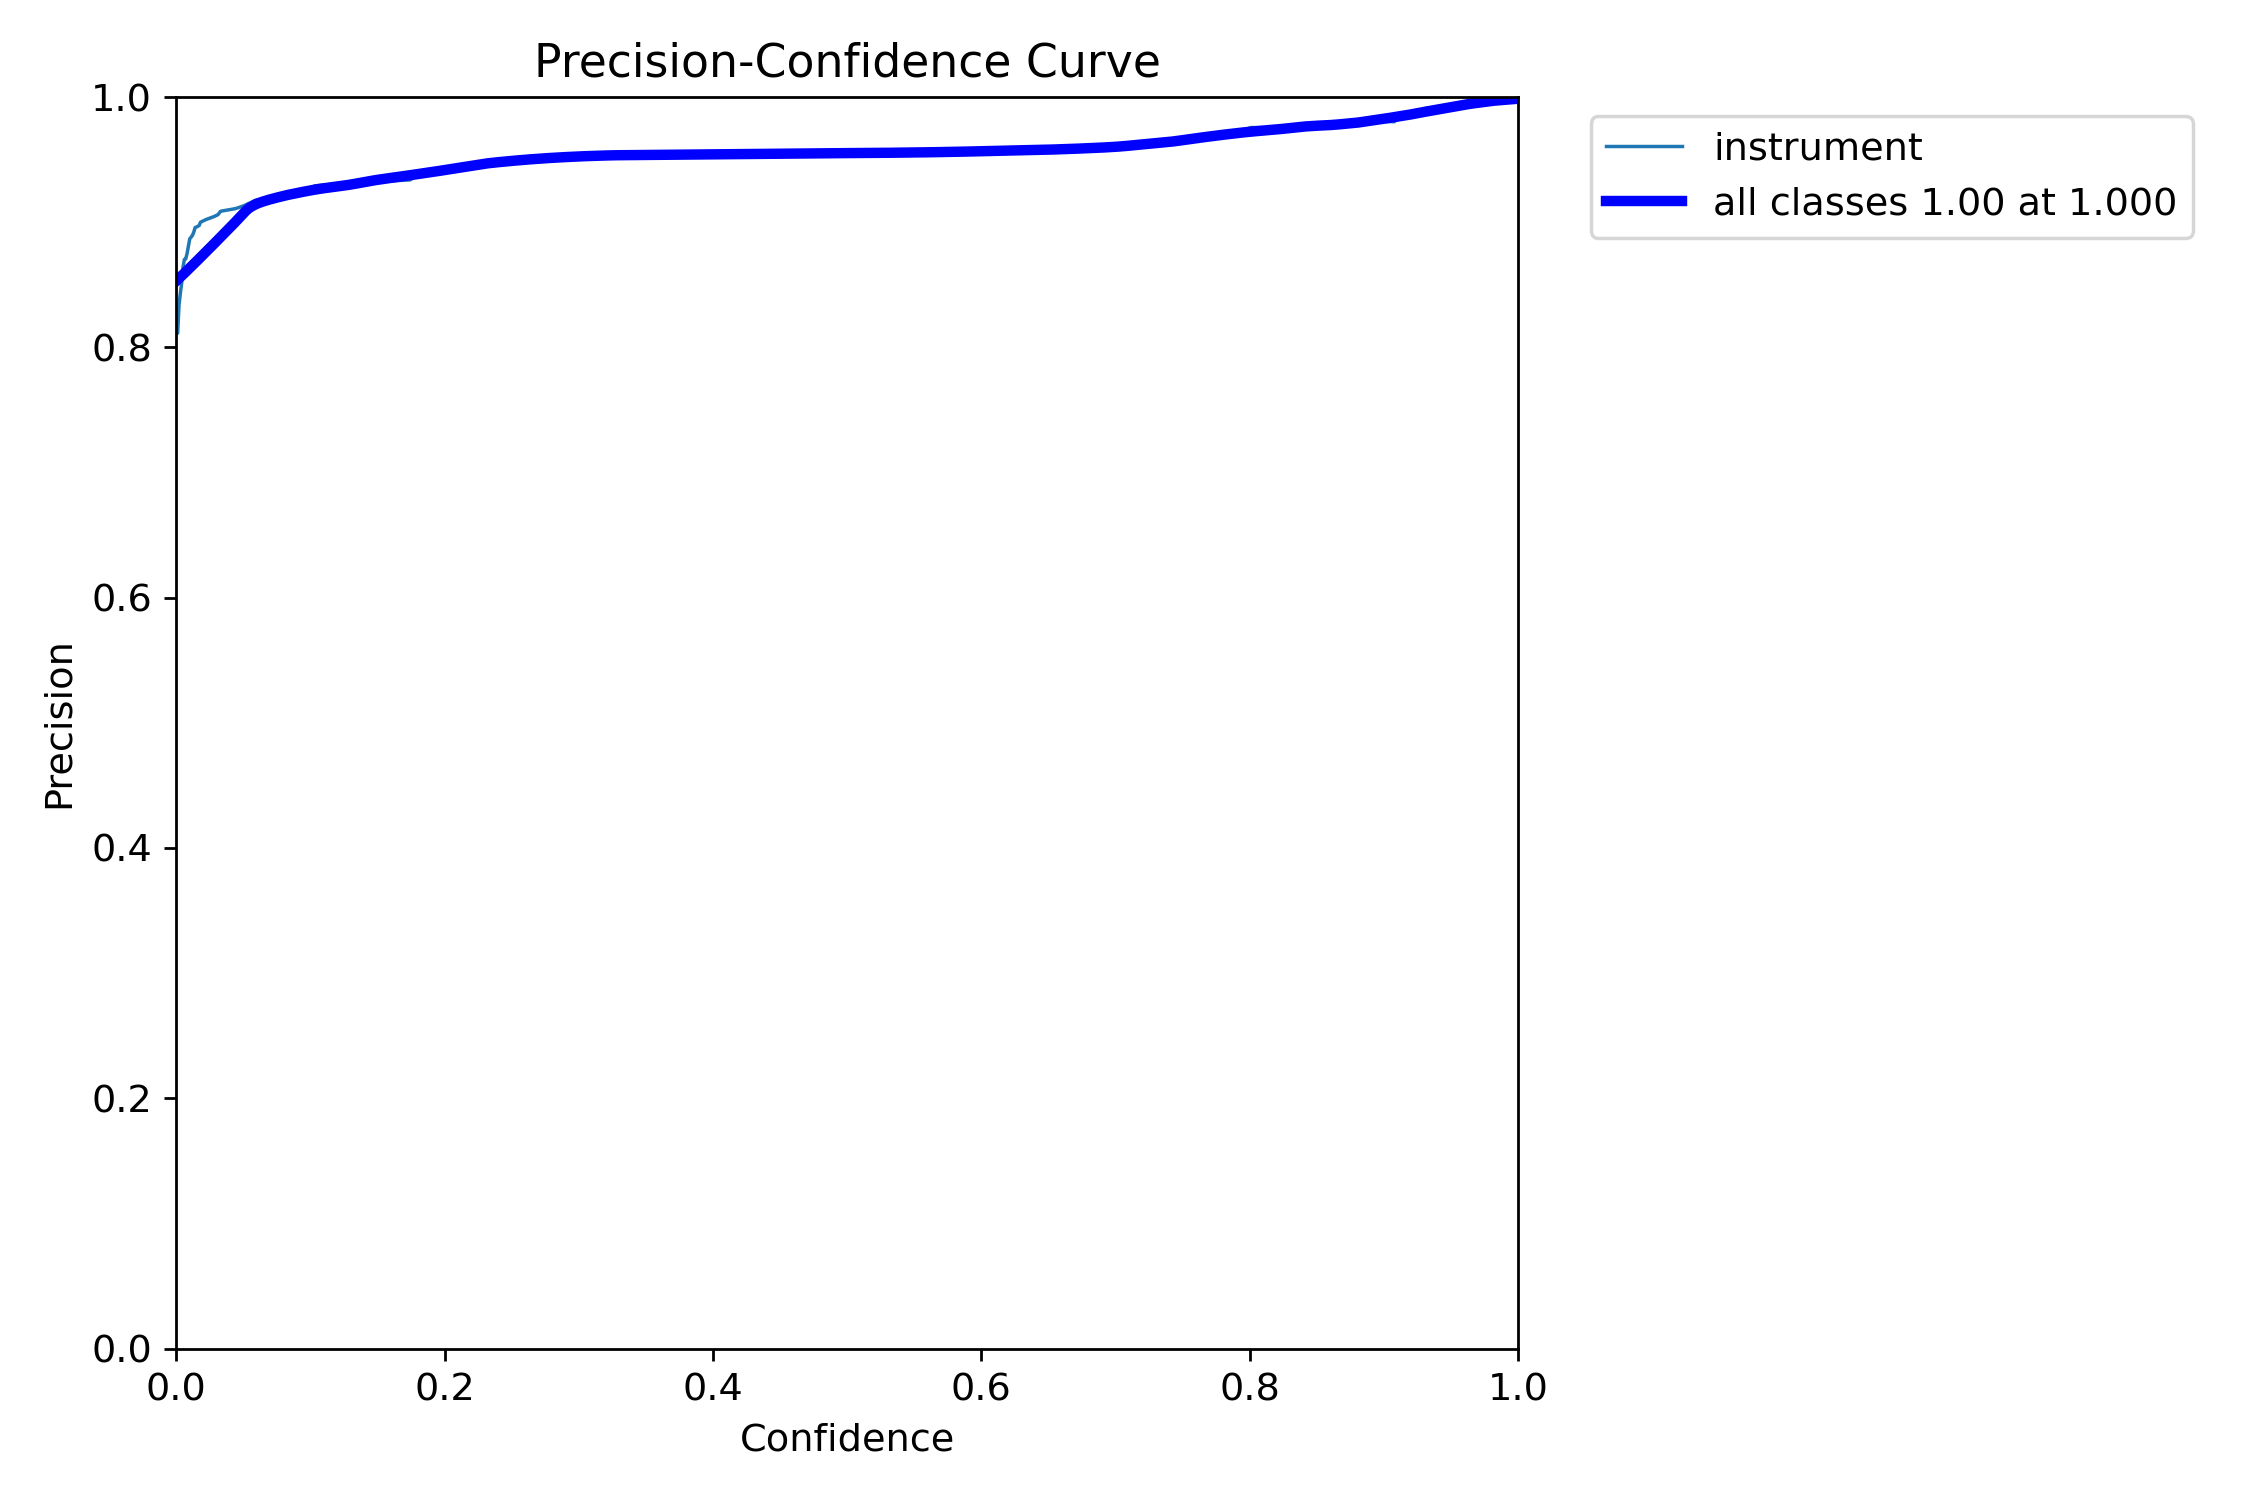 Precision-Confidence Curve
1.0
0.8
0.6
0.4
0.2
0.0
Precision
0.0 0.2 0.4 0.6 0.8 1.0
Confidence
instrument
all classes 1.00 at 1.000